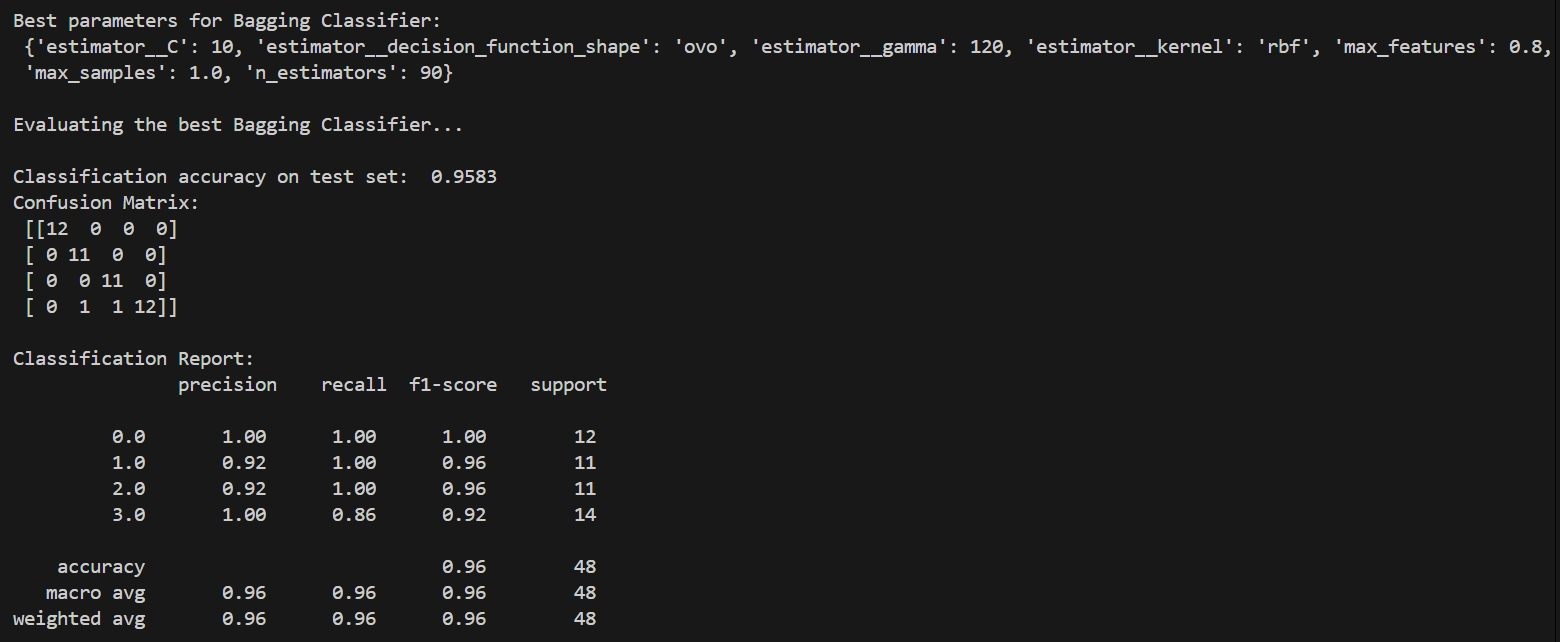 Best parameters for Bagging Classifier:
 {'estimator__C': 10, 'estimator__decision_function_shape': 'ovo', 'estimator__gamma': 120, 'estimator__kernel': 'rbf', 'max_features': 0.8,
 'max_samples': 1.0, 'n_estimators': 90}

Evaluating the best Bagging Classifier...

Classification accuracy on test set:  0.9583
Confusion Matrix:
 [[12  0  0  0]
 [ 0 11  0  0]
 [ 0  0 11  0]
 [ 0  1  1 12]]

Classification Report:
               precision    recall  f1-score   support

         0.0       1.00      1.00      1.00        12
         1.0       0.92      1.00      0.96        11
         2.0       0.92      1.00      0.96        11
         3.0       1.00      0.86      0.92        14

    accuracy                           0.96        48
   macro avg       0.96      0.96      0.96        48
weighted avg       0.96      0.96      0.96        48